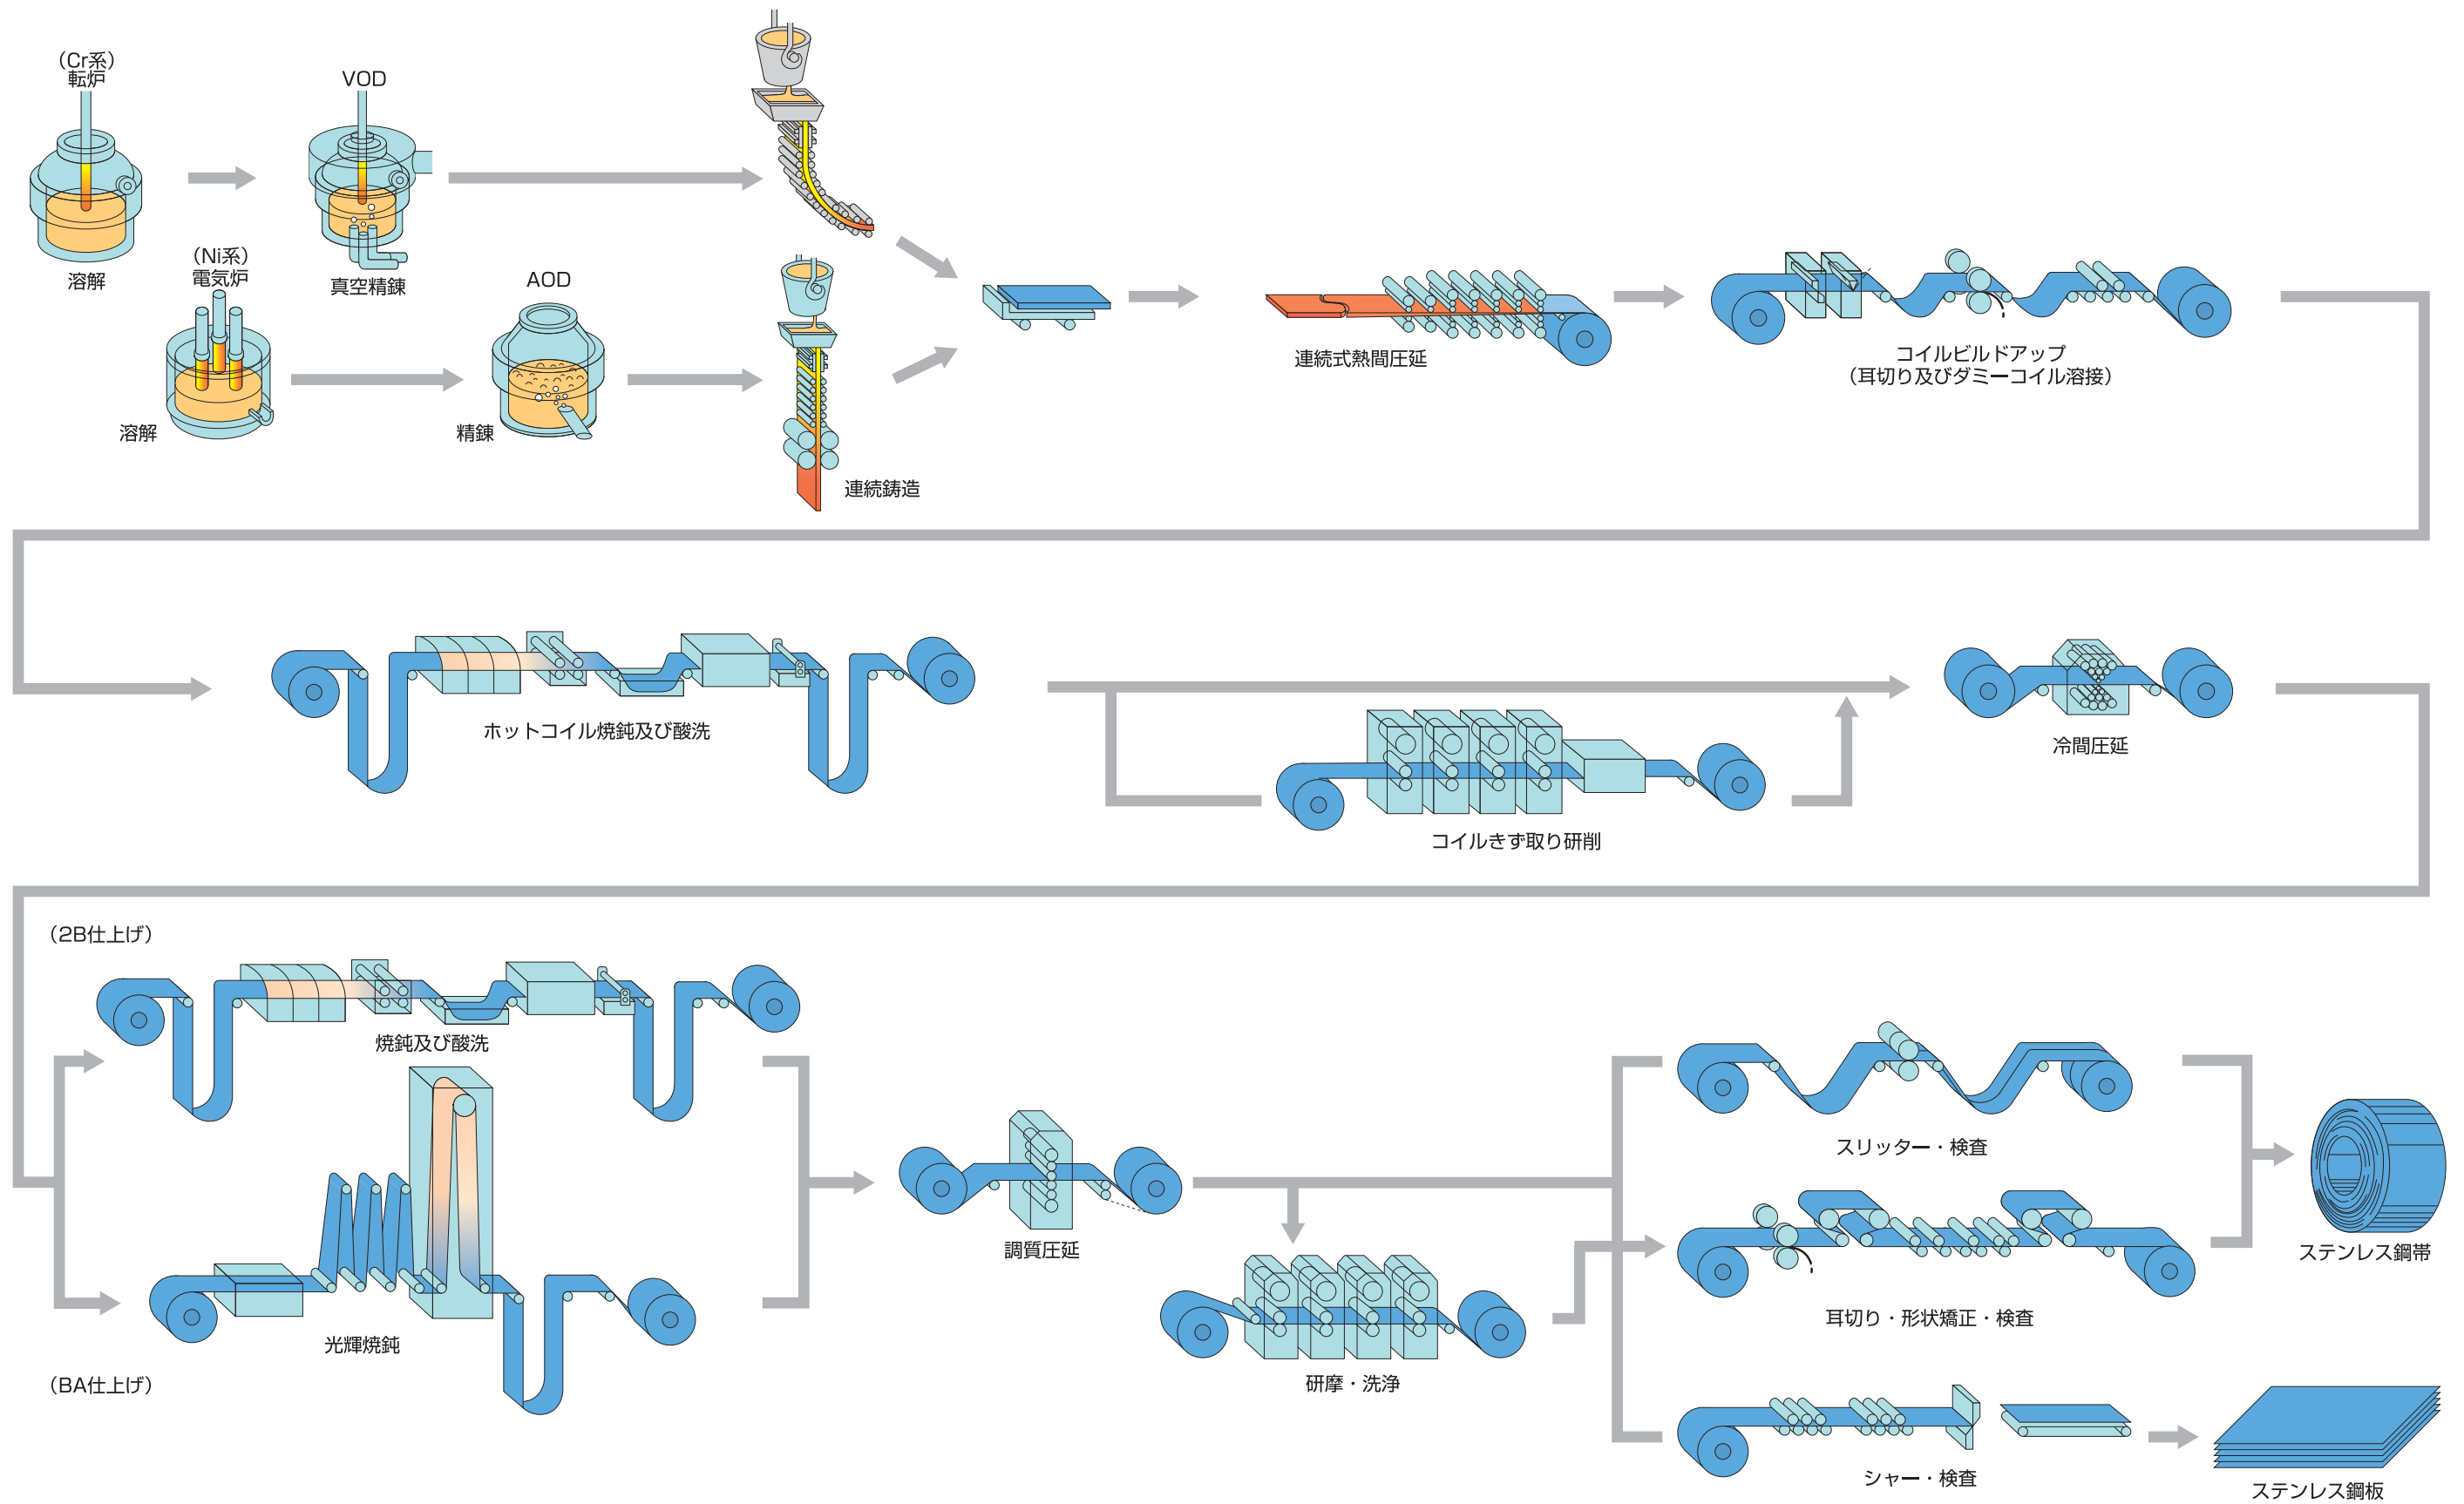 （Cr系）
転炉
溶解
VOD
真空精錬
（Ni系）
電気炉
溶解
AOD
精錬
連続鋳造
連続式熱間圧延
コイルビルドアップ
（耳切り及びダミーコイル溶接）
ホットコイル焼鈍及び酸洗
コイルきず取り研削
冷間圧延
（2B仕上げ）
焼鈍及び酸洗
光輝焼鈍
（BA仕上げ）
調質圧延
研摩・洗浄
スリッター・検査
耳切り・形状矯正・検査
シャー・検査
ステンレス鋼帯
ステンレス鋼板